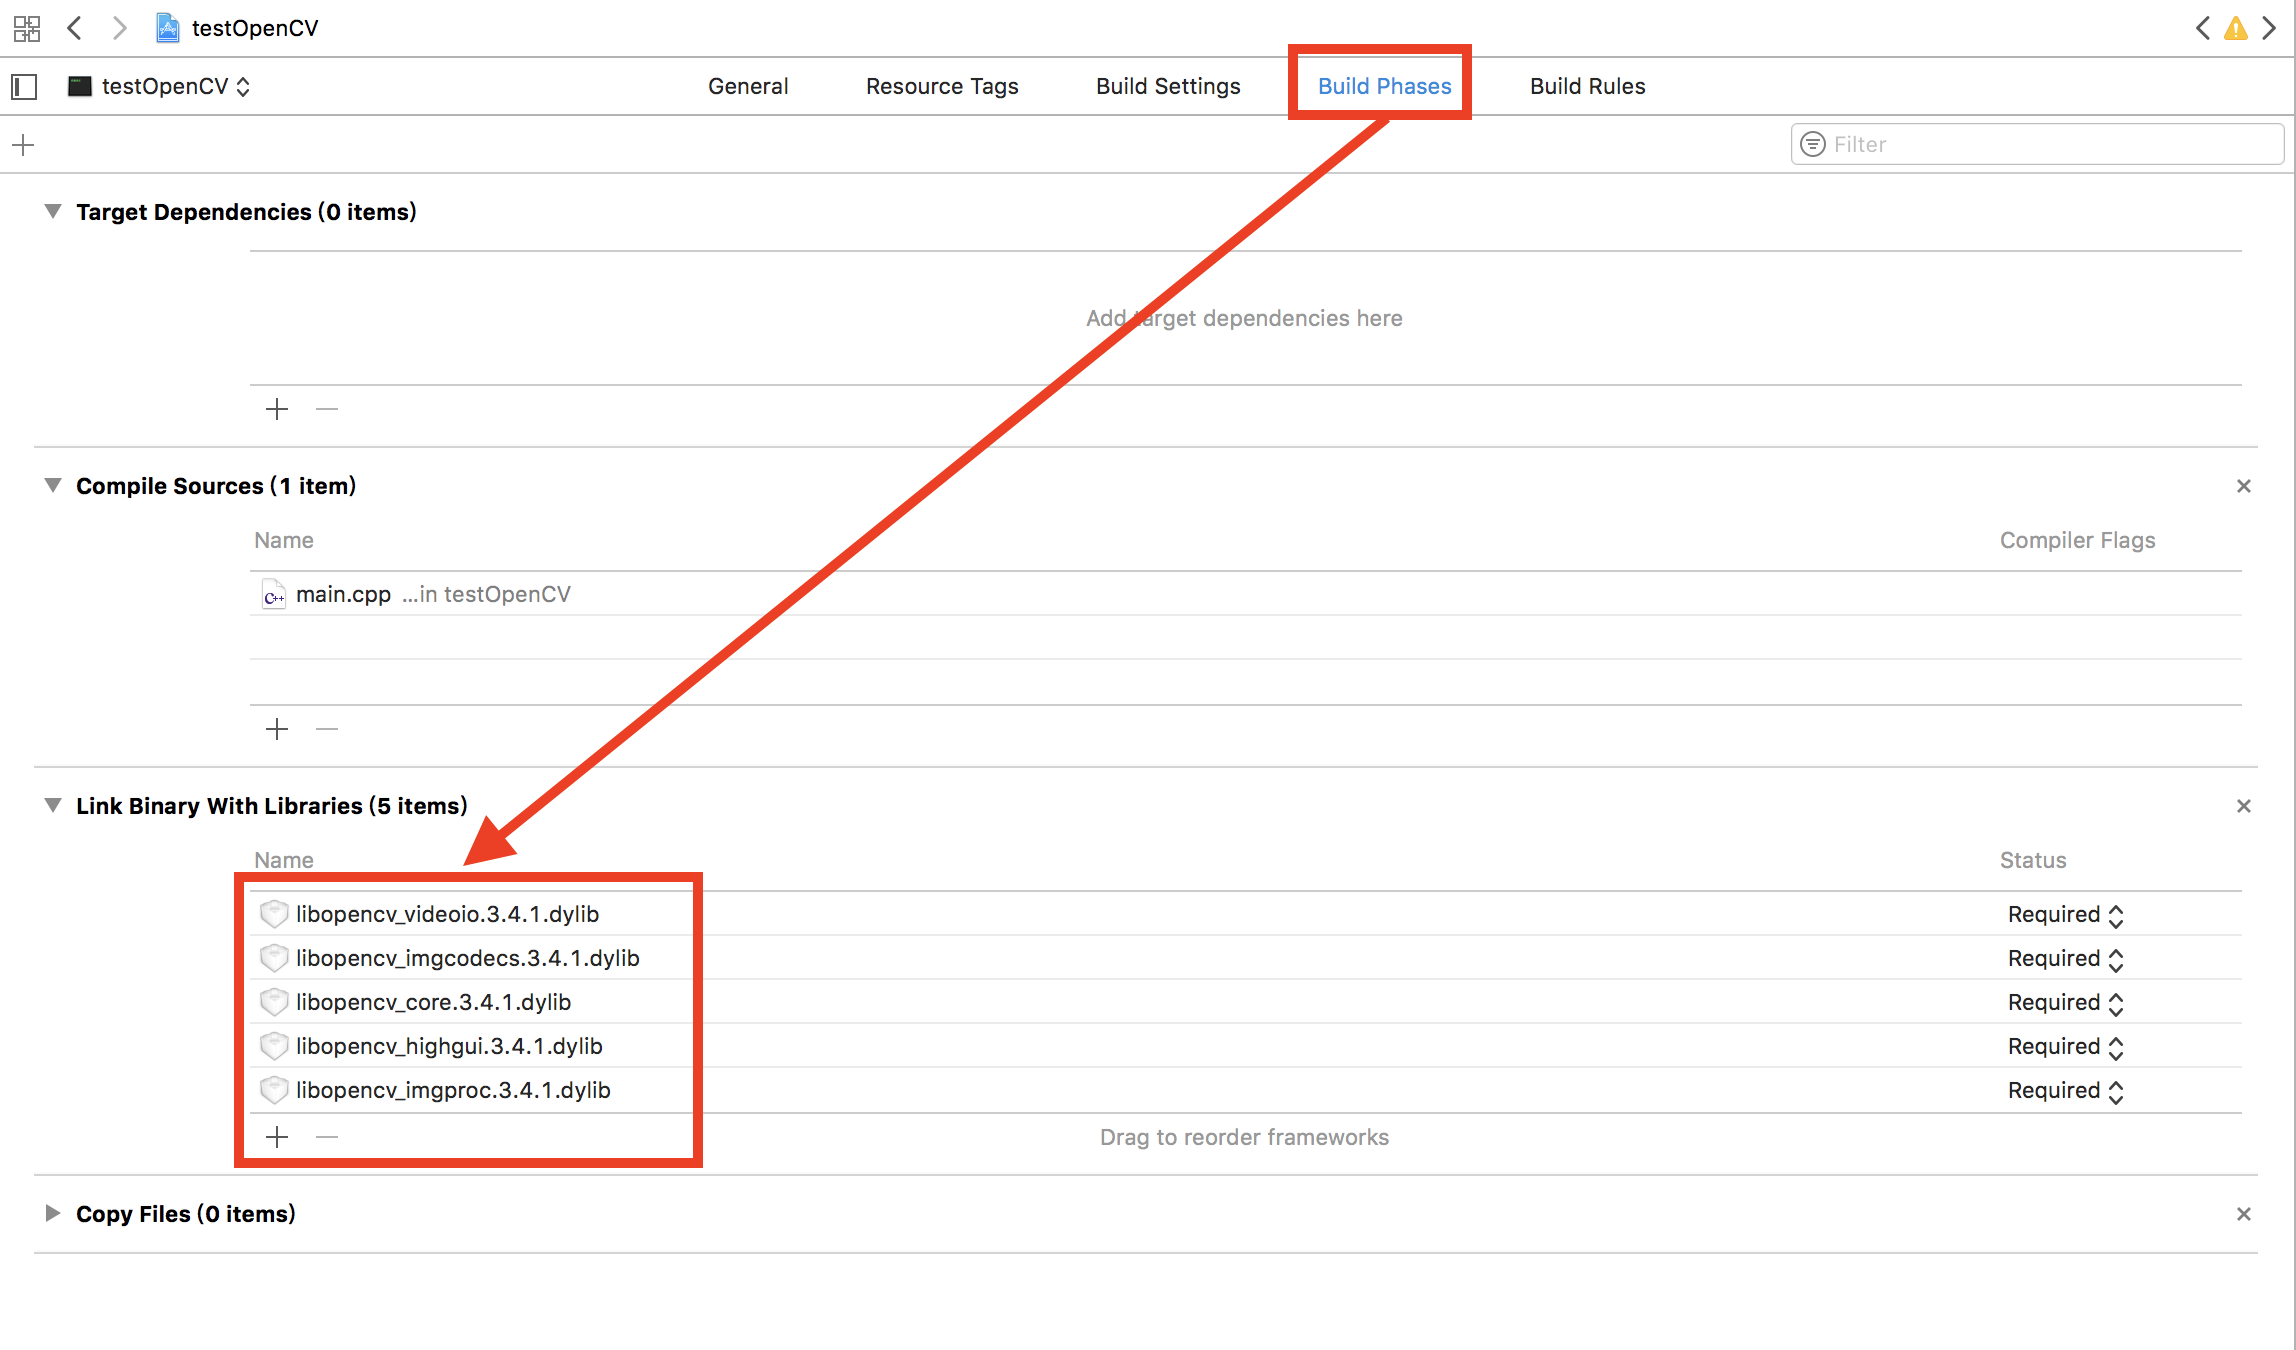 testOpenCV
testOpenCV General Resource Tags Build Settings Build Phases Build Rules
Filter
Target Dependencies (0 items)
Add target dependencies here
Compile Sources (1 item)
Name Compiler Flags
C++ main.cpp ...in testOpenCV
Link Binary With Libraries (5 items)
Name Status
libopencv_videoio.3.4.1.dylib Required
libopencv_imgcodecs.3.4.1.dylib Required
libopencv_core.3.4.1.dylib Required
libopencv_highgui.3.4.1.dylib Required
libopencv_imgproc.3.4.1.dylib Required
Drag to reorder frameworks
Copy Files (0 items)